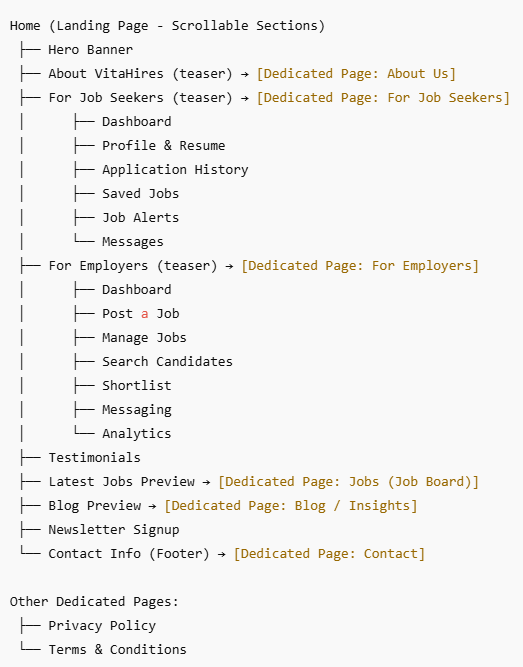 Home (Landing Page - Scrollable Sections)
├── Hero Banner
├── About VitaHires (teaser) → [Dedicated Page: About Us]
├── For Job Seekers (teaser) → [Dedicated Page: For Job Seekers]
│     ├── Dashboard
│     ├── Profile & Resume
│     ├── Application History
│     ├── Saved Jobs
│     ├── Job Alerts
│     └── Messages
├── For Employers (teaser) → [Dedicated Page: For Employers]
│     ├── Dashboard
│     ├── Post a Job
│     ├── Manage Jobs
│     ├── Search Candidates
│     ├── Shortlist
│     ├── Messaging
│     └── Analytics
├── Testimonials
├── Latest Jobs Preview → [Dedicated Page: Jobs (Job Board)]
├── Blog Preview → [Dedicated Page: Blog / Insights]
├── Newsletter Signup
└── Contact Info (Footer) → [Dedicated Page: Contact]

Other Dedicated Pages:
├── Privacy Policy
└── Terms & Conditions